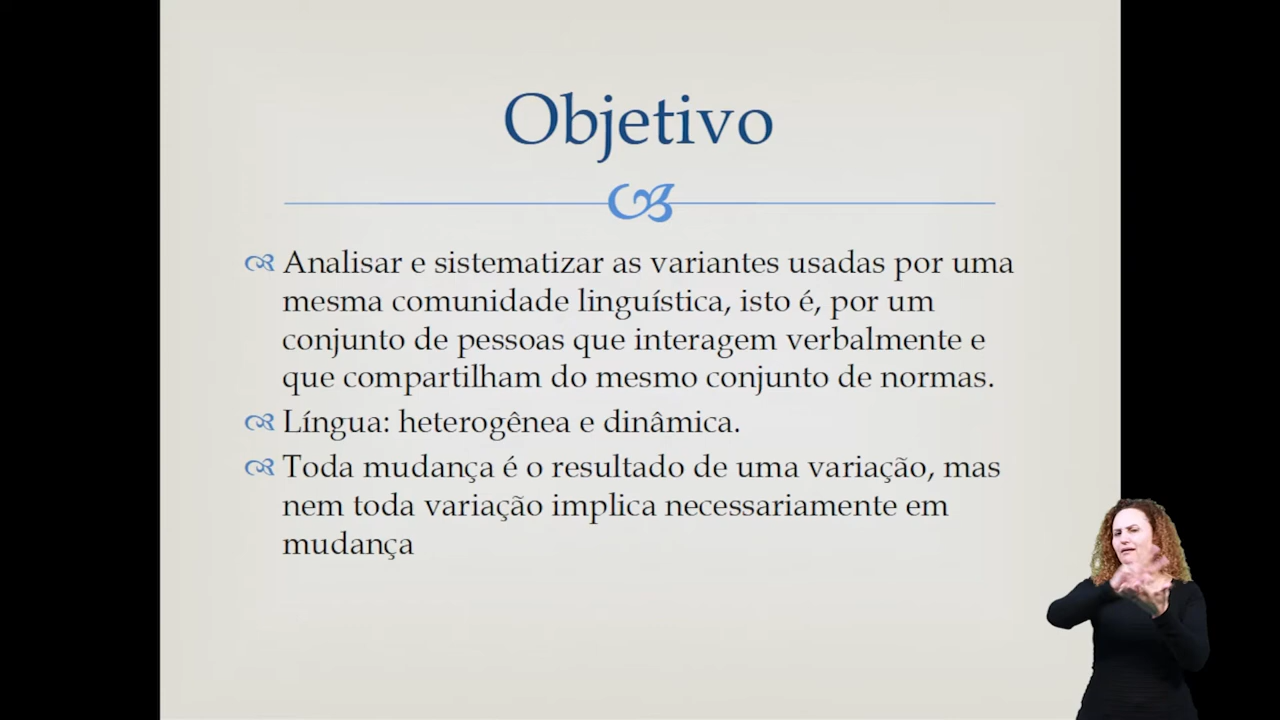 Objetivo
Analisar e sistematizar as variantes usadas por uma
mesma comunidade linguística, isto é, por um
conjunto de pessoas que interagem verbalmente e
que compartilham do mesmo conjunto de normas.
Língua: heterogênea e dinâmica.
Toda mudança é o resultado de uma variação, mas
nem toda variação implica necessariamente em
mudança